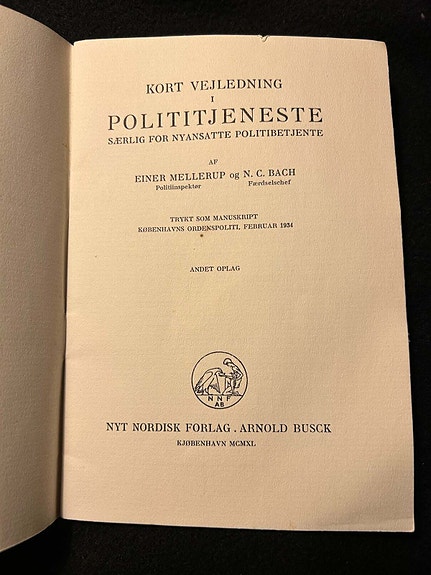 KORT VEJLEDNING
I
POLITITJENESTE
SÆRLIG FOR NYANSATTE POLITIBETJENTE
AF
EINER MELLERUP og N. C. BACH
Politiinspektør Færdselschef
TRYKT SOM MANUSKRIPT
KØBENHAVNS ORDENSPOLITI, FEBRUAR 1934
ANDET OPLAG
NNF
AB
NYT NORDISK FORLAG . ARNOLD BUSCK
KJØBENHAVN MCMXL